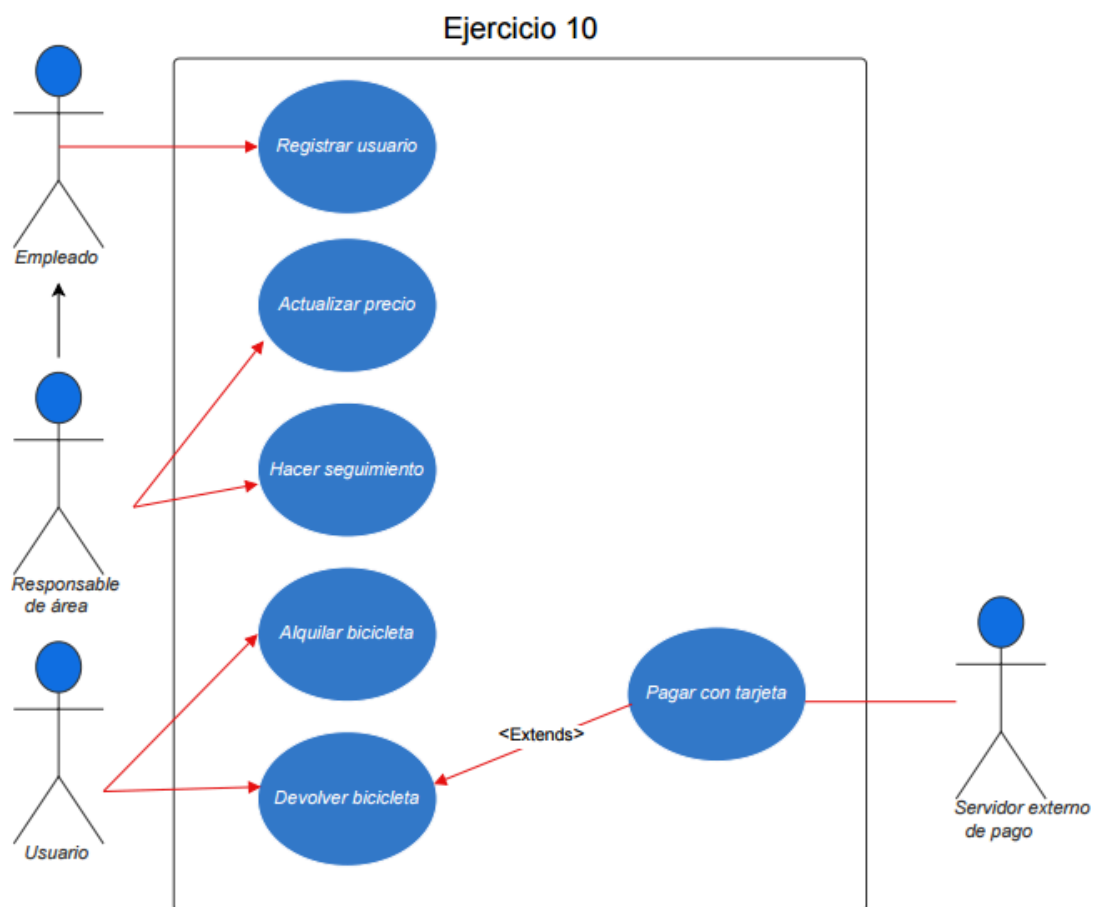 Ejercicio 10
Registrar usuario
Empleado
Actualizar precio
Hacer seguimiento
Responsable
de área
Alquilar bicicleta
Pagar con tarjeta
<Extends>
Devolver bicicleta
Servidor externo
de pago
Usuario